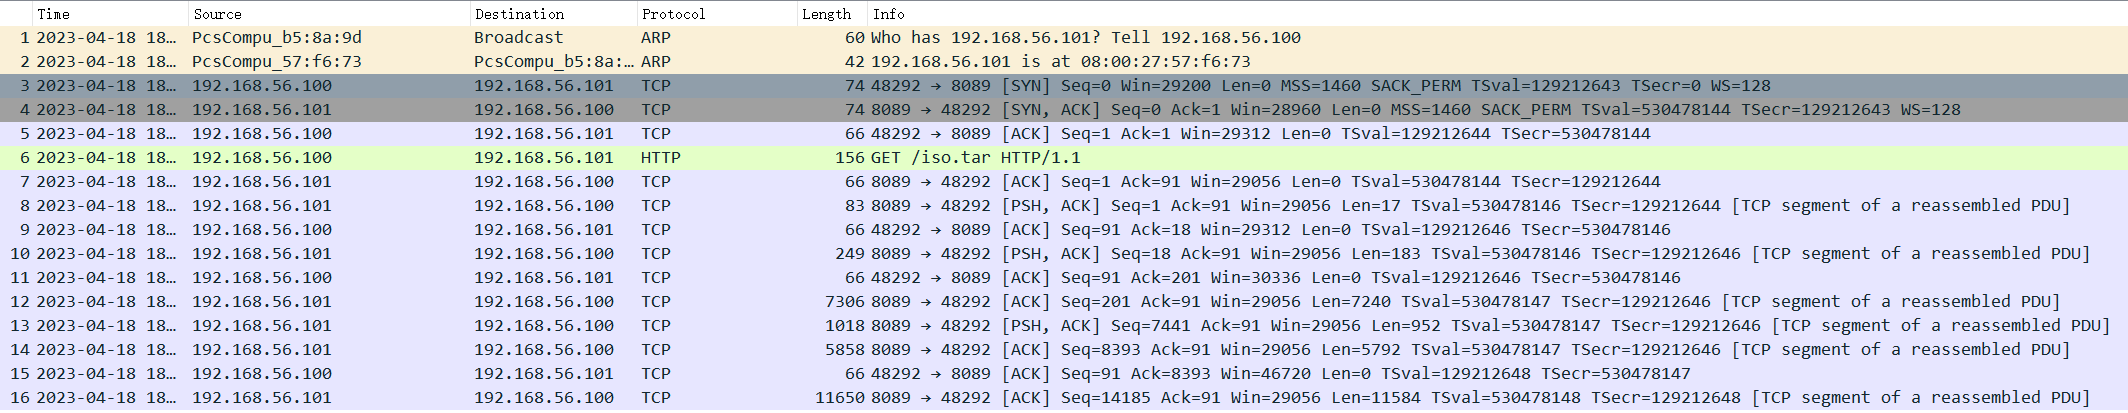 Time Source Destination Protocol Length Info
1 2023-04-18 18… PcsCompu_b5:8a:9d Broadcast ARP 60 Who has 192.168.56.101? Tell 192.168.56.100
2 2023-04-18 18… PcsCompu_57:f6:73 PcsCompu_b5:8a:… ARP 42 192.168.56.101 is at 08:00:27:57:f6:73
3 2023-04-18 18… 192.168.56.100 192.168.56.101 TCP 74 48292 → 8089 [SYN] Seq=0 Win=29200 Len=0 MSS=1460 SACK_PERM TSval=129212643 TSecr=0 WS=128
4 2023-04-18 18… 192.168.56.101 192.168.56.100 TCP 74 8089 → 48292 [SYN, ACK] Seq=0 Ack=1 Win=28960 Len=0 MSS=1460 SACK_PERM TSval=530478144 TSecr=129212643 WS=128
5 2023-04-18 18… 192.168.56.100 192.168.56.101 TCP 66 48292 → 8089 [ACK] Seq=1 Ack=1 Win=29312 Len=0 TSval=129212644 TSecr=530478144
6 2023-04-18 18… 192.168.56.100 192.168.56.101 HTTP 156 GET /iso.tar HTTP/1.1
7 2023-04-18 18… 192.168.56.101 192.168.56.100 TCP 66 8089 → 48292 [ACK] Seq=1 Ack=91 Win=29056 Len=0 TSval=530478144 TSecr=129212644
8 2023-04-18 18… 192.168.56.101 192.168.56.100 TCP 83 8089 → 48292 [PSH, ACK] Seq=1 Ack=91 Win=29056 Len=17 TSval=530478146 TSecr=129212644 [TCP segment of a reassembled PDU]
9 2023-04-18 18… 192.168.56.100 192.168.56.101 TCP 66 48292 → 8089 [ACK] Seq=91 Ack=18 Win=29312 Len=0 TSval=129212646 TSecr=530478146
10 2023-04-18 18… 192.168.56.101 192.168.56.100 TCP 249 8089 → 48292 [PSH, ACK] Seq=18 Ack=91 Win=29056 Len=183 TSval=530478146 TSecr=129212646 [TCP segment of a reassembled PDU]
11 2023-04-18 18… 192.168.56.100 192.168.56.101 TCP 66 48292 → 8089 [ACK] Seq=91 Ack=201 Win=30336 Len=0 TSval=129212646 TSecr=530478146
12 2023-04-18 18… 192.168.56.101 192.168.56.100 TCP 7306 8089 → 48292 [ACK] Seq=201 Ack=91 Win=29056 Len=7240 TSval=530478147 TSecr=129212646 [TCP segment of a reassembled PDU]
13 2023-04-18 18… 192.168.56.101 192.168.56.100 TCP 1018 8089 → 48292 [PSH, ACK] Seq=7441 Ack=91 Win=29056 Len=952 TSval=530478147 TSecr=129212646 [TCP segment of a reassembled PDU]
14 2023-04-18 18… 192.168.56.101 192.168.56.100 TCP 5858 8089 → 48292 [ACK] Seq=8393 Ack=91 Win=29056 Len=5792 TSval=530478147 TSecr=129212646 [TCP segment of a reassembled PDU]
15 2023-04-18 18… 192.168.56.100 192.168.56.101 TCP 66 48292 → 8089 [ACK] Seq=91 Ack=8393 Win=46720 Len=0 TSval=129212648 TSecr=530478147
16 2023-04-18 18… 192.168.56.101 192.168.56.100 TCP 11650 8089 → 48292 [ACK] Seq=14185 Ack=91 Win=29056 Len=11584 TSval=530478148 TSecr=129212648 [TCP segment of a reassembled PDU]